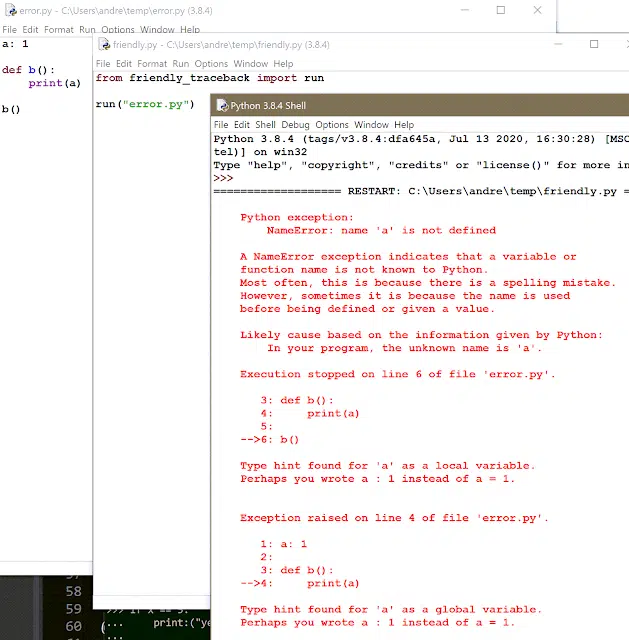 error.py - C:\Users\andre\temp\error.py (3.8.4)
File Edit Format Run Options Window Help
a: 1
def b():
    print(a)
b()
friendly.py - C:\Users\andre\temp\friendly.py (3.8.4)
File Edit Format Run Options Window Help
from friendly_traceback import run
run("error.py")
Python 3.8.4 Shell
File Edit Shell Debug Options Window Help
Python 3.8.4 (tags/v3.8.4:dfa645a, Jul 13 2020, 16:30:28) [MSC
tel)] on win32
Type "help", "copyright", "credits" or "license()" for more in
>>>
=================== RESTART: C:\Users\andre\temp\friendly.py =
Python exception:
    NameError: name 'a' is not defined
A NameError exception indicates that a variable or
function name is not known to Python.
Most often, this is because there is a spelling mistake.
However, sometimes it is because the name is used
before being defined or given a value.
Likely cause based on the information given by Python:
    In your program, the unknown name is 'a'.
Execution stopped on line 6 of file 'error.py'.
   3: def b():
   4:     print(a)
   5:
-->6: b()
Type hint found for 'a' as a local variable.
Perhaps you wrote a : 1 instead of a = 1.
Exception raised on line 4 of file 'error.py'.
   1: a: 1
   2:
   3: def b():
-->4:     print(a)
Type hint found for 'a' as a global variable.
Perhaps you wrote a : 1 instead of a = 1.
58
59
60 (
>>> if x == 3:
...     print:("ye
...